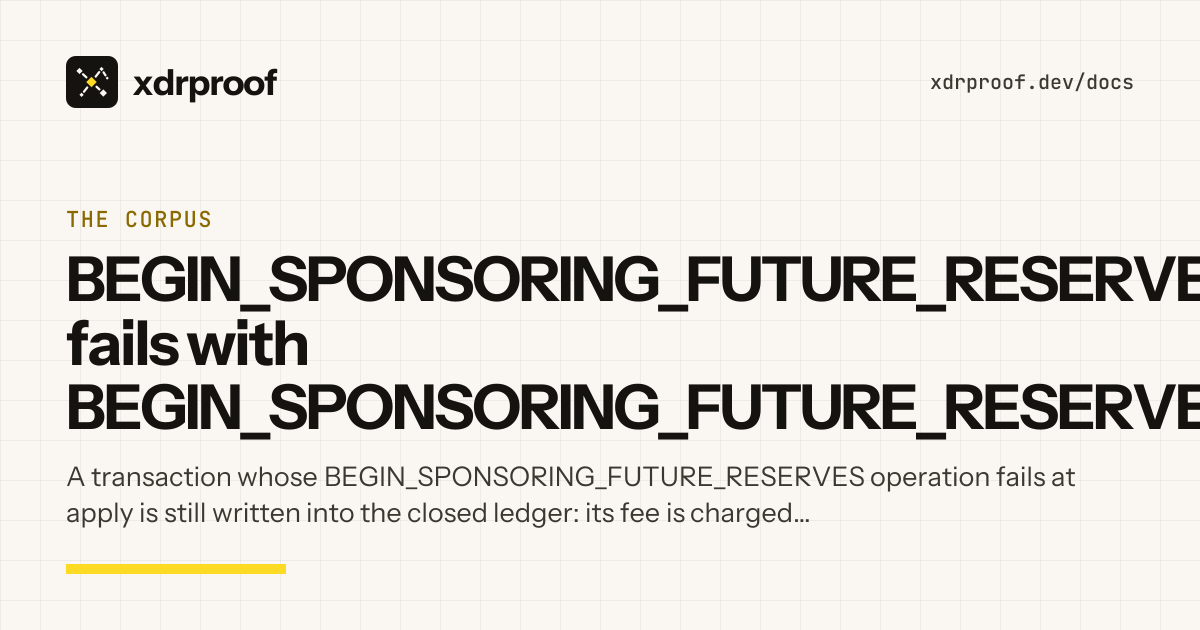 xdrproof
xdrproof.dev/docs
THE CORPUS
BEGIN_SPONSORING_FUTURE_RESERVE
fails with
BEGIN_SPONSORING_FUTURE_RESERVE
A transaction whose BEGIN_SPONSORING_FUTURE_RESERVES operation fails at
apply is still written into the closed ledger: its fee is charged...